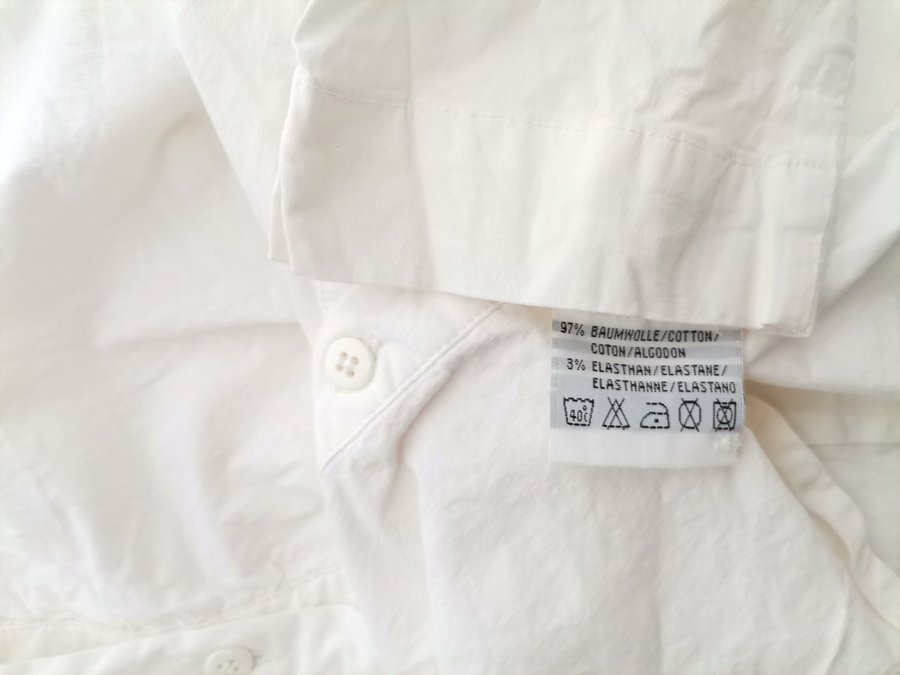 97% BAUMWOLLE/COTTON/
COTON/ALGODON
3% ELASTHAN/ELASTANE/
ELASTHANNE/ELASTANO
40°C